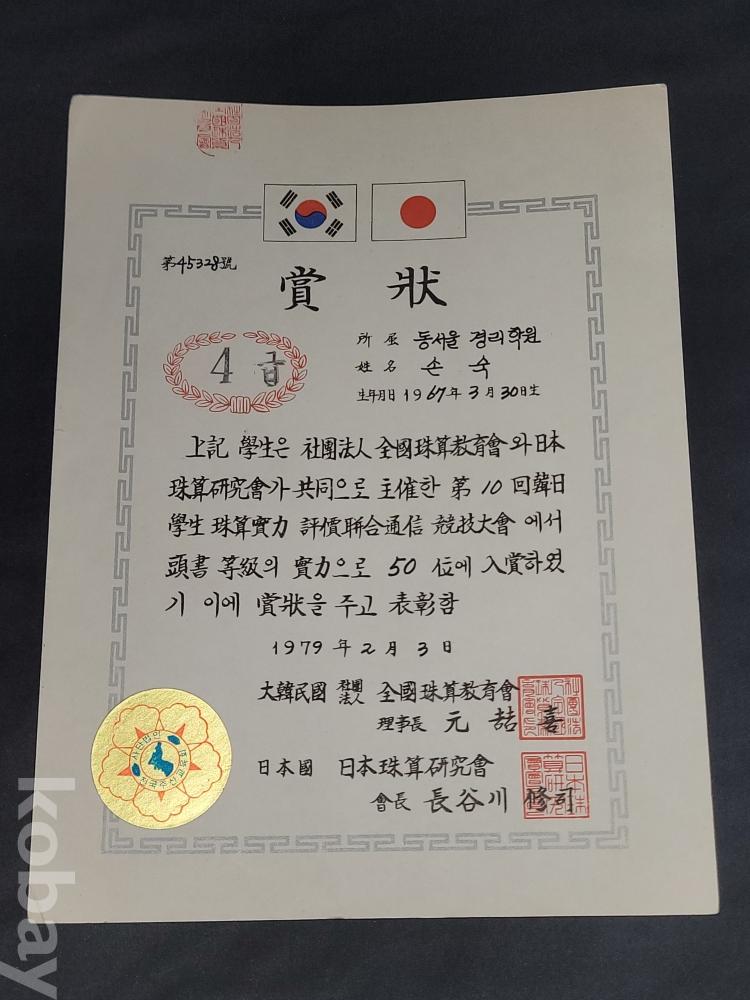 第45328號
賞狀
4급
所屬 동서울 경리학원
姓名 손숙
生年月日 1967年 3月 30日生
上記 學生은 社團法人 全國珠算敎育會와 日本
珠算硏究會가 共同으로 主催한 第10回 韓日
學生 珠算實力 評價聯合通信 競技大會에서
頭書 等級의 實力으로 50位에 入賞하였
기 이에 賞狀을 주고 表彰함
1979年 2月 3日
大韓民國 社團法人 全國珠算敎育會
理事長 元喆喜
日本國 日本珠算硏究會
會長 長谷川 修司
kobay